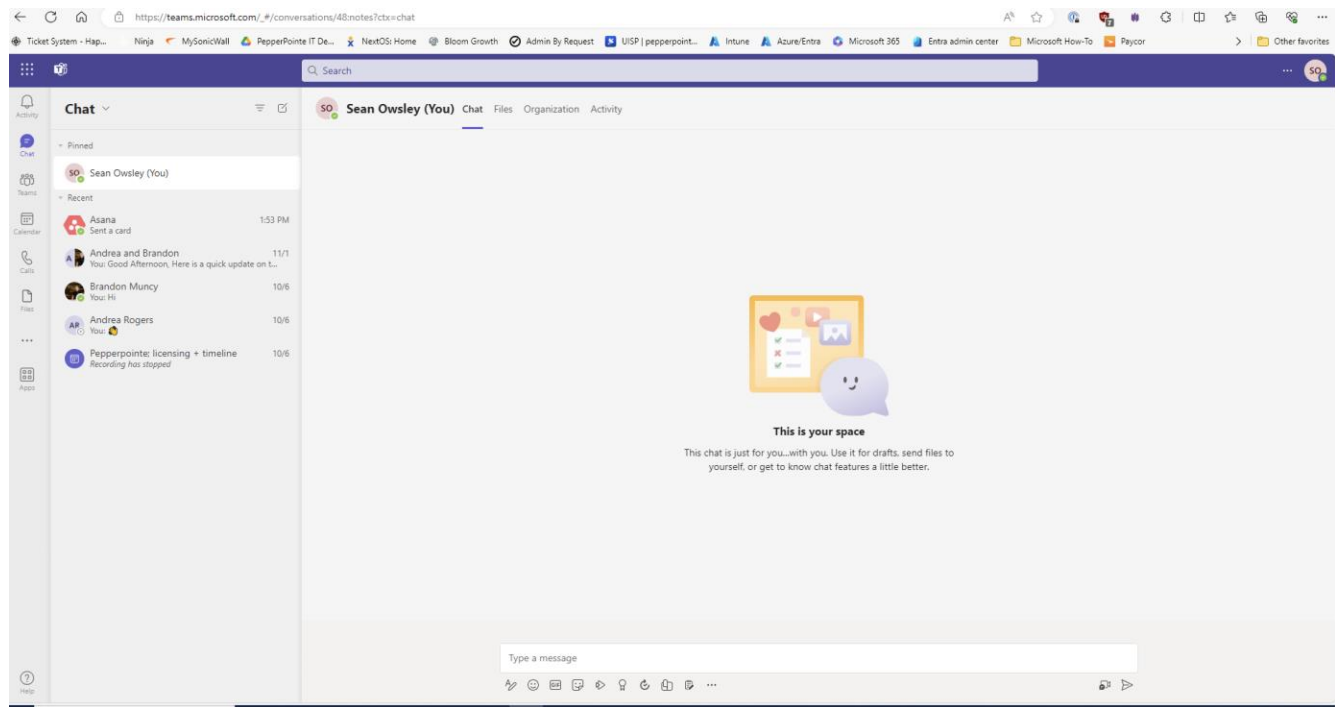 https://teams.microsoft.com/_#/conversations/48:notes?ctx=chat
Ticket System - Hap... Ninja MySonicWall PepperPointe IT De... NextOS: Home Bloom Growth Admin By Request UISP | pepperpoint... Intune Azure/Entra Microsoft 365 Entra admin center Microsoft How-To Paycor Other favorites
Search
SO
Activity
Chat
Teams
Calendar
Calls
Files
Apps
Help
Chat
Pinned
SO Sean Owsley (You)
Recent
Asana 1:53 PM
Sent a card
Andrea and Brandon 11/1
You: Good Afternoon, Here is a quick update on t...
Brandon Muncy 10/6
You: Hi
AR Andrea Rogers 10/6
You:
Pepperpointe: licensing + timeline 10/6
Recording has stopped
SO Sean Owsley (You) Chat Files Organization Activity
This is your space
This chat is just for you...with you. Use it for drafts, send files to
yourself, or get to know chat features a little better.
Type a message
GIF